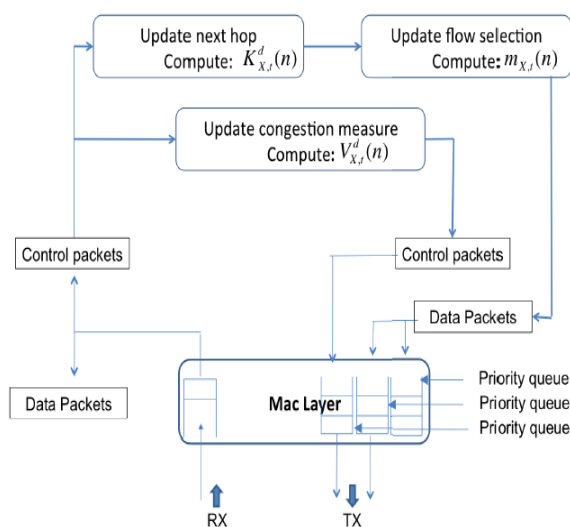 Update next hop
Compute: K^d_{X,t}(n)
Update flow selection
Compute: m_{X,t}(n)
Update congestion measure
Compute: V^d_{X,t}(n)
Control packets
Control packets
Data Packets
Data Packets
Mac Layer
Priority queue
Priority queue
Priority queue
RX
TX